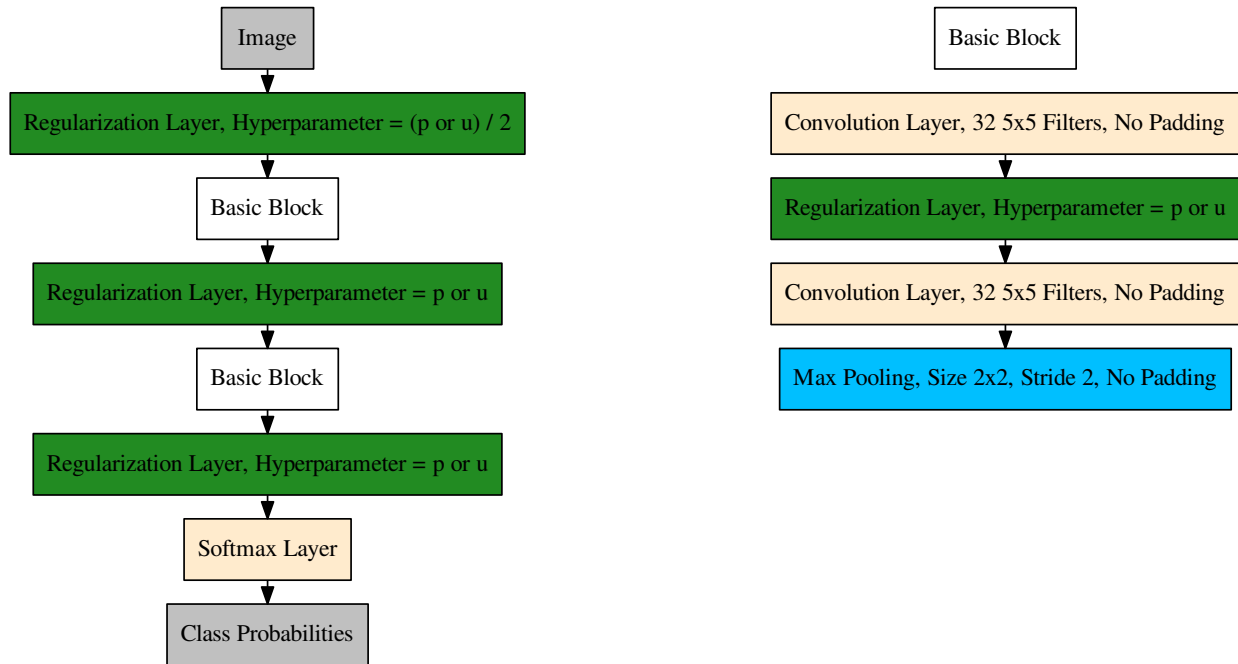 Image
Regularization Layer, Hyperparameter = (p or u) / 2
Basic Block
Regularization Layer, Hyperparameter = p or u
Basic Block
Regularization Layer, Hyperparameter = p or u
Softmax Layer
Class Probabilities
Basic Block
Convolution Layer, 32 5x5 Filters, No Padding
Regularization Layer, Hyperparameter = p or u
Convolution Layer, 32 5x5 Filters, No Padding
Max Pooling, Size 2x2, Stride 2, No Padding